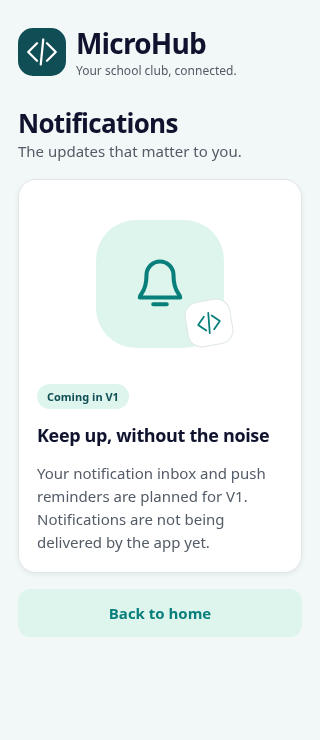 MicroHub
Your school club, connected.
Notifications
The updates that matter to you.
Coming in V1
Keep up, without the noise
Your notification inbox and push
reminders are planned for V1.
Notifications are not being
delivered by the app yet.
Back to home